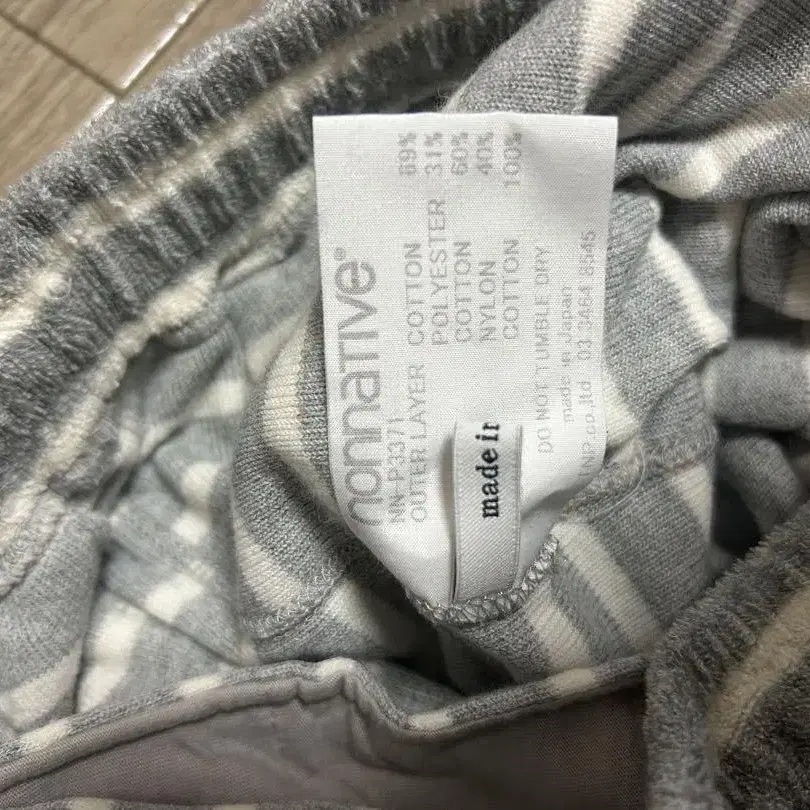 nonnative®
NN-P3371
OUTER LAYER COTTON 69%
POLYESTER 31%
COTTON 60%
NYLON 40%
COTTON 100%
DO NOT TUMBLE DRY
made in Japan
TNP.co.,ltd. 03 3464 8545
made in